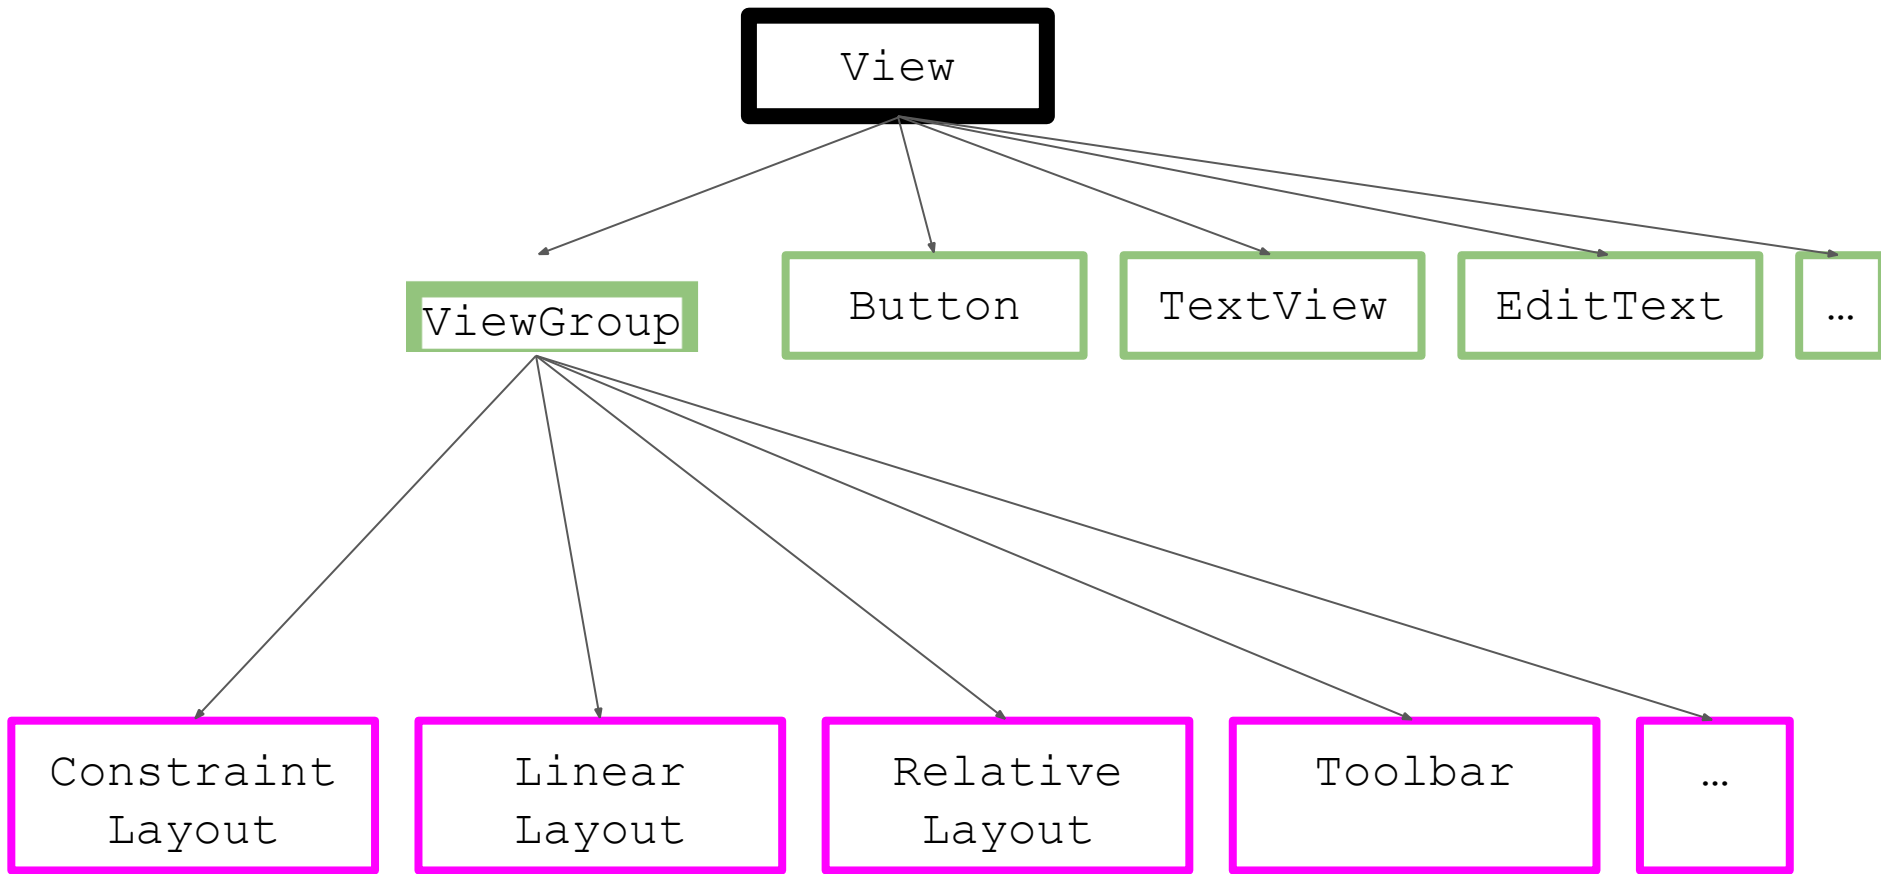 View
ViewGroup
Button
TextView
EditText
…
Constraint
Layout
Linear
Layout
Relative
Layout
Toolbar
…